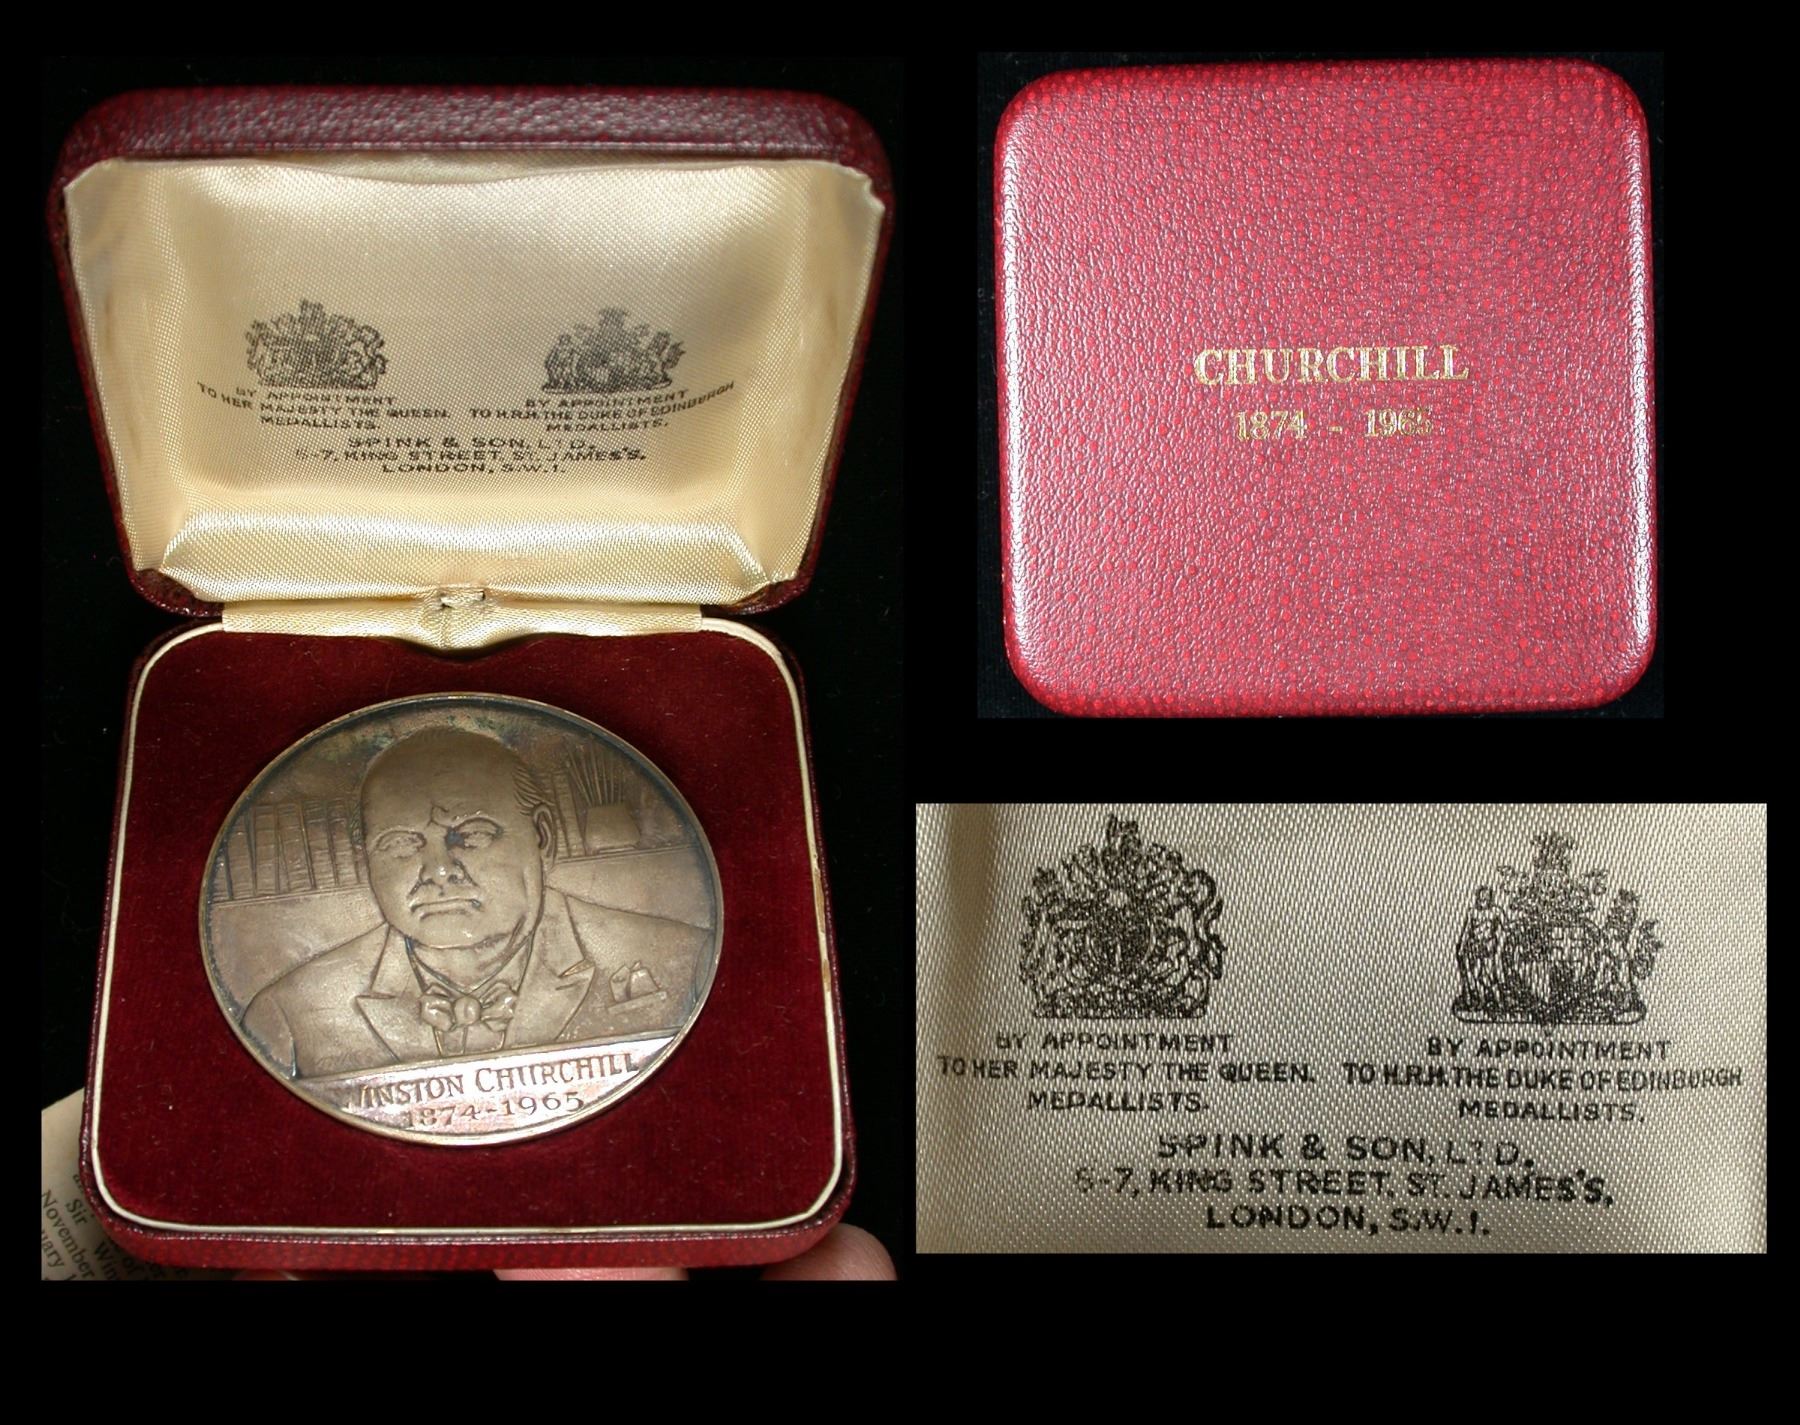 BY APPOINTMENT
TO HER MAJESTY THE QUEEN.
MEDALLISTS.
BY APPOINTMENT
TO H.R.H. THE DUKE OF EDINBURGH
MEDALLISTS.
SPINK & SON, LTD.
5-7, KING STREET, ST. JAMES'S.
LONDON, S.W.1.
WINSTON CHURCHILL
1874-1965
Sir
November
CHURCHILL
1874 - 1965
BY APPOINTMENT
TO HER MAJESTY THE QUEEN.
MEDALLISTS.
BY APPOINTMENT
TO H.R.H. THE DUKE OF EDINBURGH
MEDALLISTS.
SPINK & SON, LTD.
5-7, KING STREET, ST. JAMES'S,
LONDON, S.W.1.